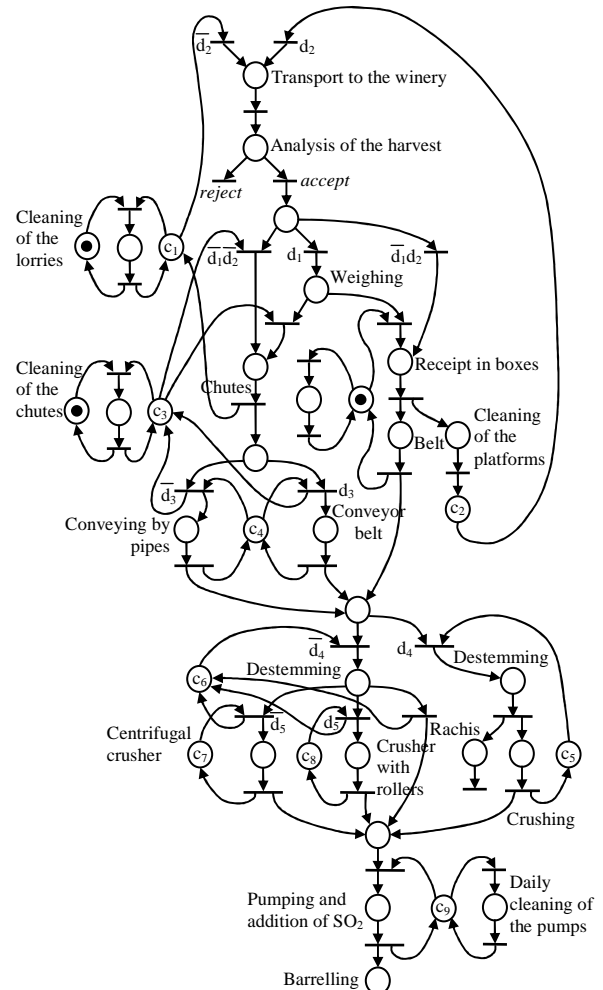 d̅₂
d₂
Transport to the winery
Analysis of the harvest
reject
accept
Cleaning
of the
lorries
c₁
d̅₁d̅₂
d₁
d̅₁d₂
Weighing
Cleaning
of the
chutes
c₃
Chutes
Receipt in boxes
Belt
Cleaning
of the
platforms
c₂
d̅₃
d₃
Conveying by
pipes
c₄
Conveyor
belt
d̅₄
d₄
Destemming
Destemming
c₆
d̅₅
d₅
Rachis
Centrifugal
crusher
c₇
c₈
Crusher
with
rollers
c₅
Crushing
Pumping and
addition of SO₂
c₉
Daily
cleaning of
the pumps
Barrelling